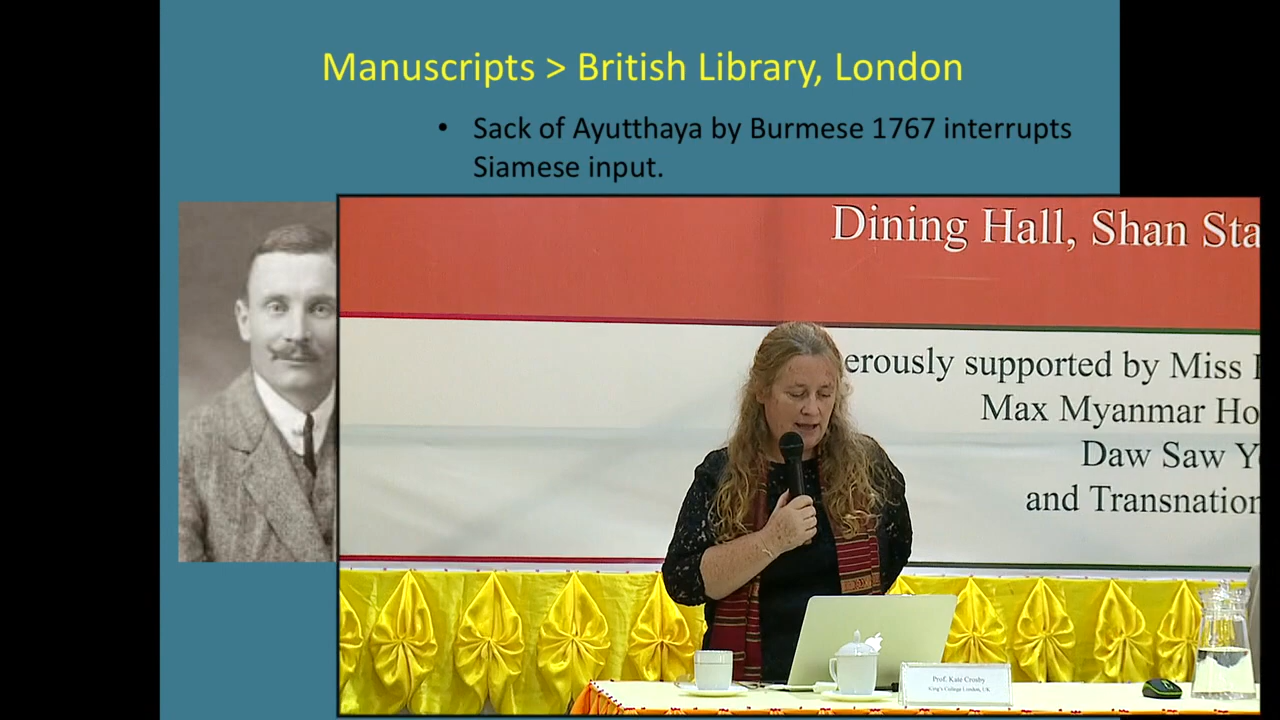 Manuscripts > British Library, London
• Sack of Ayutthaya by Burmese 1767 interrupts
Siamese input.
Dining Hall, Shan Sta
erously supported by Miss
Max Myanmar Ho
Daw Saw Y
and Transnation
Prof. Kate Crosby
King's College London, UK